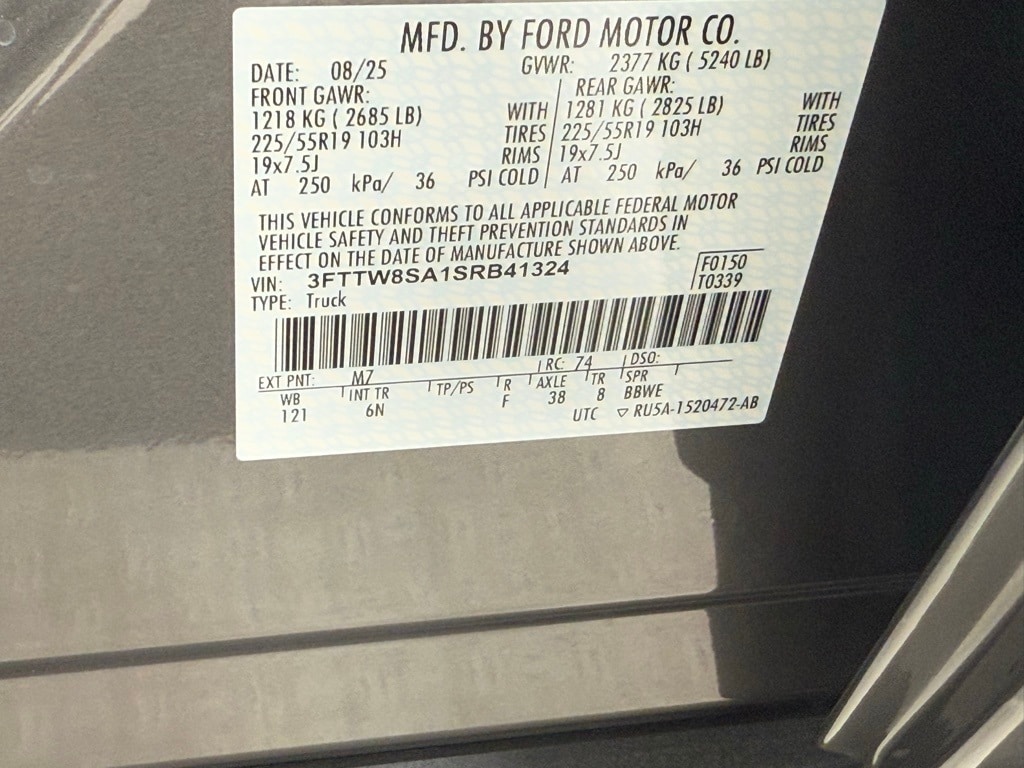 MFD. BY FORD MOTOR CO.
DATE: 08/25 GVWR: 2377 KG ( 5240 LB)
FRONT GAWR: REAR GAWR:
1218 KG ( 2685 LB) WITH 1281 KG ( 2825 LB) WITH
225/55R19 103H TIRES 225/55R19 103H TIRES
19x7.5J RIMS 19x7.5J RIMS
AT 250 kPa/ 36 PSI COLD AT 250 kPa/ 36 PSI COLD
THIS VEHICLE CONFORMS TO ALL APPLICABLE FEDERAL MOTOR
VEHICLE SAFETY AND THEFT PREVENTION STANDARDS IN
EFFECT ON THE DATE OF MANUFACTURE SHOWN ABOVE.
VIN: 3FTTW8SA1SRB41324 F0150
TYPE: Truck T0339
EXT PNT: M7 RC: 74 DSO:
WB INT TR TP/PS R AXLE TR SPR
121 6N F 38 8 BBWE
UTC ▽ RU5A-1520472-AB